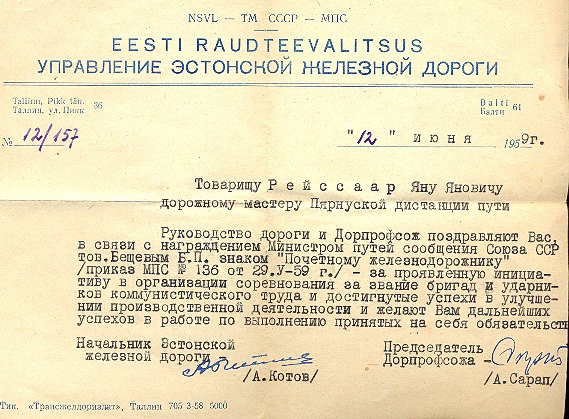 NSVL — TM СССР — МПС
EESTI RAUDTEEVALITSUS
УПРАВЛЕНИЕ ЭСТОНСКОЙ ЖЕЛЕЗНОЙ ДОРОГИ
Tallinn, Pikk tän. 36
Таллин, ул. Пикк
Balti 61
Балти
№ 12/157
"12" июня 1959г.
Товарищу Рейссаар Яну Яновичу
дорожному мастеру Пярнуской дистанции пути
Руководство дороги и Дорпрофсож поздравляют Вас,
в связи с награждением Министром путей сообщения Союза ССР
тов.Бещевым Б.П. знаком "Почетному железнодорожнику"
/приказ МПС № 136 от 29.У-59 г./ - за проявленную инициа-
тиву в организации соревнования за звание бригад и ударни-
ков коммунистического труда и достигнутые успехи в улучше-
нии производственной деятельности и желают Вам дальнейших
успехов в работе по выполнению принятых на себя обязательств
Начальник Эстонской
железной дороги
/А.Котов/
Председатель
Дорпрофсожа -
/А.Сарап/
Тип. «Трансжелдориздат», Таллин 705 3-58 5000